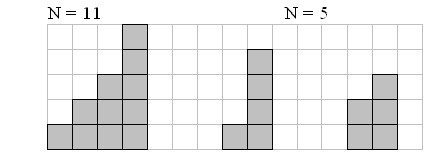 N = 11 N = 5